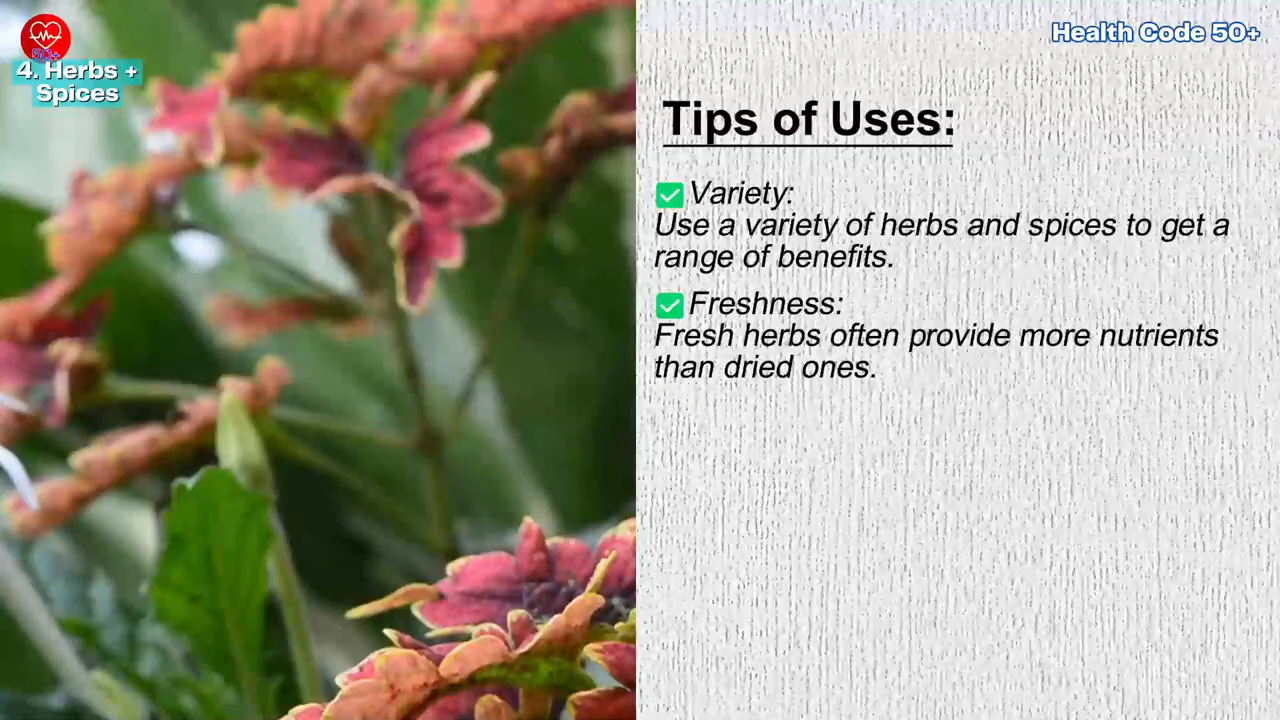 50+
4. Herbs +
Spices
Health Code 50+
Tips of Uses:
✅Variety:
Use a variety of herbs and spices to get a
range of benefits.
✅Freshness:
Fresh herbs often provide more nutrients
than dried ones.